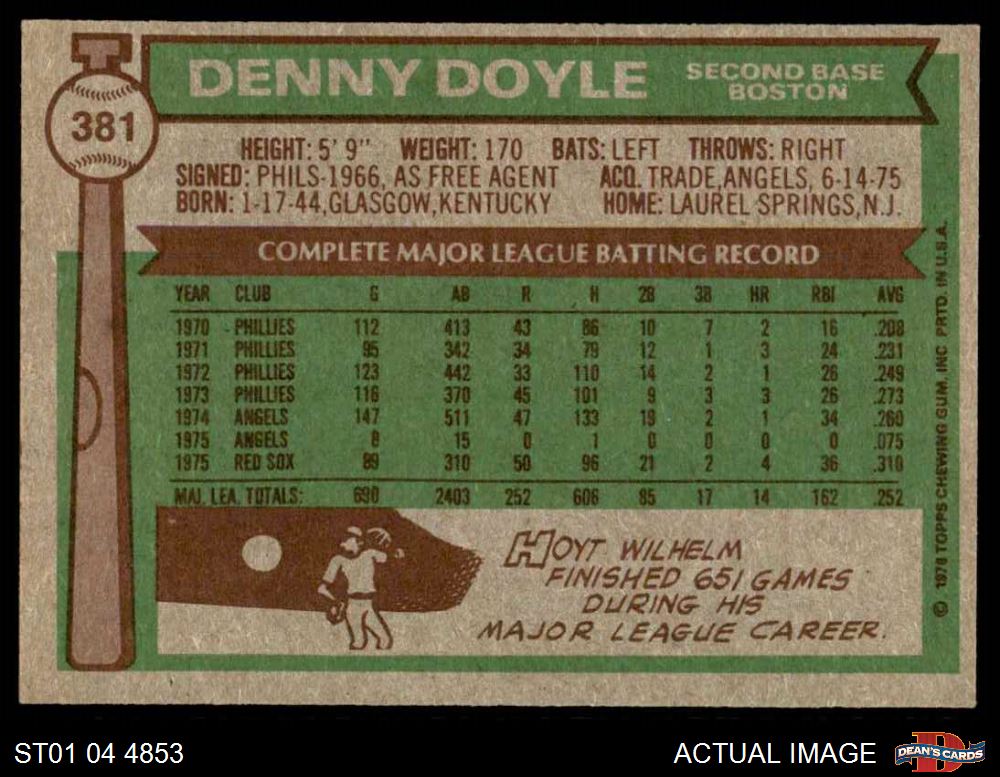 DENNY DOYLE
SECOND BASE
BOSTON
381
HEIGHT: 5' 9" WEIGHT: 170 BATS: LEFT THROWS: RIGHT
SIGNED: PHILS-1966, AS FREE AGENT ACQ. TRADE, ANGELS, 6-14-75
BORN: 1-17-44, GLASGOW, KENTUCKY HOME: LAUREL SPRINGS, N.J.
COMPLETE MAJOR LEAGUE BATTING RECORD
YEAR CLUB G AB R H 2B 3B HR RBI AVG
1970 PHILLIES 112 413 43 86 10 7 2 16 .208
1971 PHILLIES 95 342 34 79 12 1 3 24 .231
1972 PHILLIES 123 442 33 110 14 2 1 26 .249
1973 PHILLIES 116 370 45 101 9 3 3 26 .273
1974 ANGELS 147 511 47 133 19 2 1 34 .260
1975 ANGELS 8 15 0 1 0 0 0 0 .075
1975 RED SOX 89 310 50 96 21 2 4 36 .310
MAJ. LEA. TOTALS: 690 2403 252 606 85 17 14 162 .252
HOYT WILHELM
FINISHED 651 GAMES
DURING HIS
MAJOR LEAGUE CAREER.
© 1976 TOPPS CHEWING GUM, INC PRTD. IN U.S.A.
ST01 04 4853
ACTUAL IMAGE
D
DEAN'S CARDS